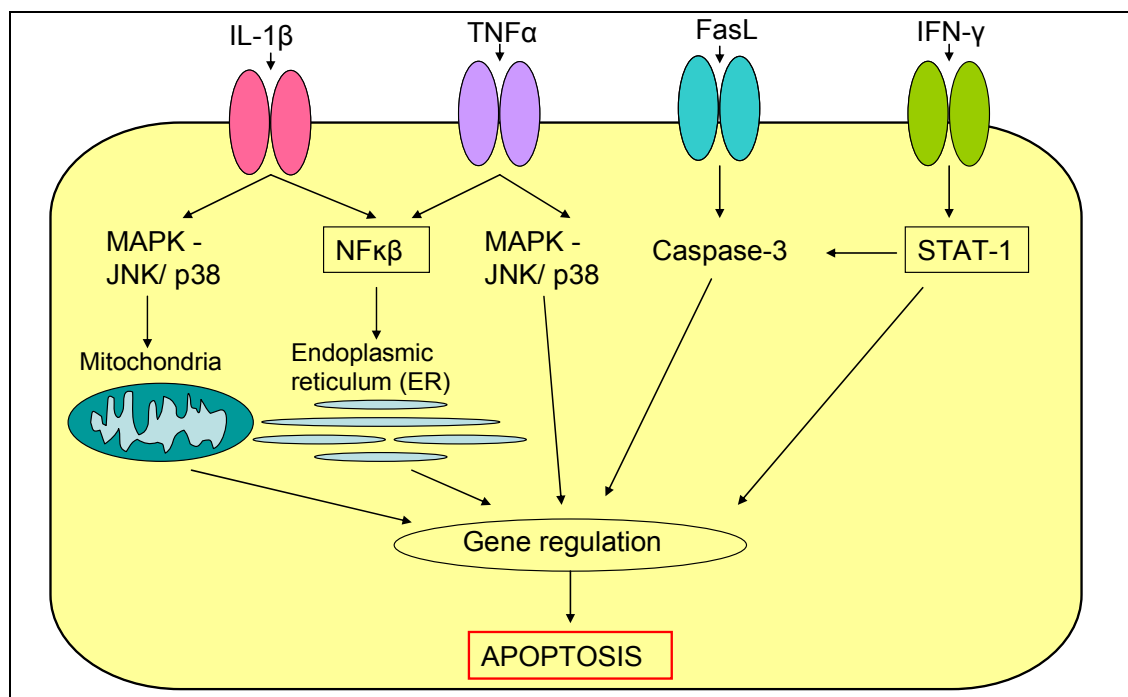 IL-1β
TNFα
FasL
IFN-γ
MAPK -
JNK/ p38
NFκβ
MAPK -
JNK/ p38
Caspase-3
STAT-1
Mitochondria
Endoplasmic
reticulum (ER)
Gene regulation
APOPTOSIS